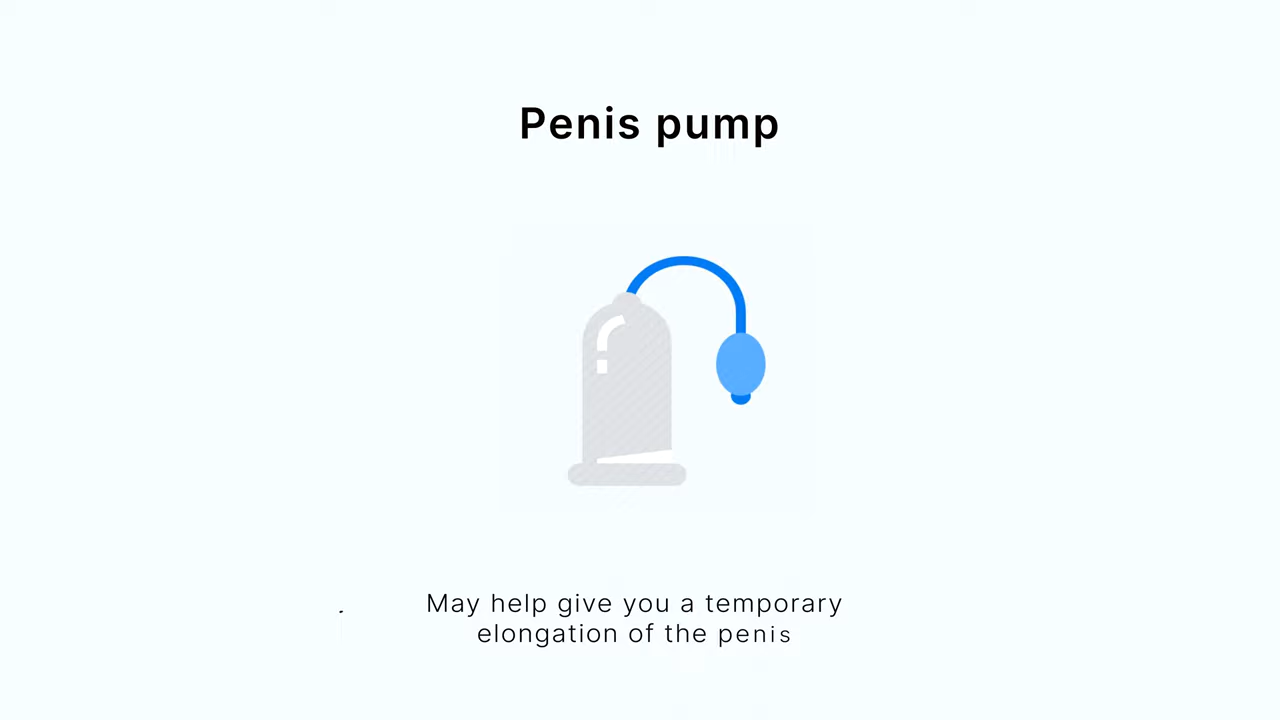 Penis pump
May help give you a temporary
elongation of the penis